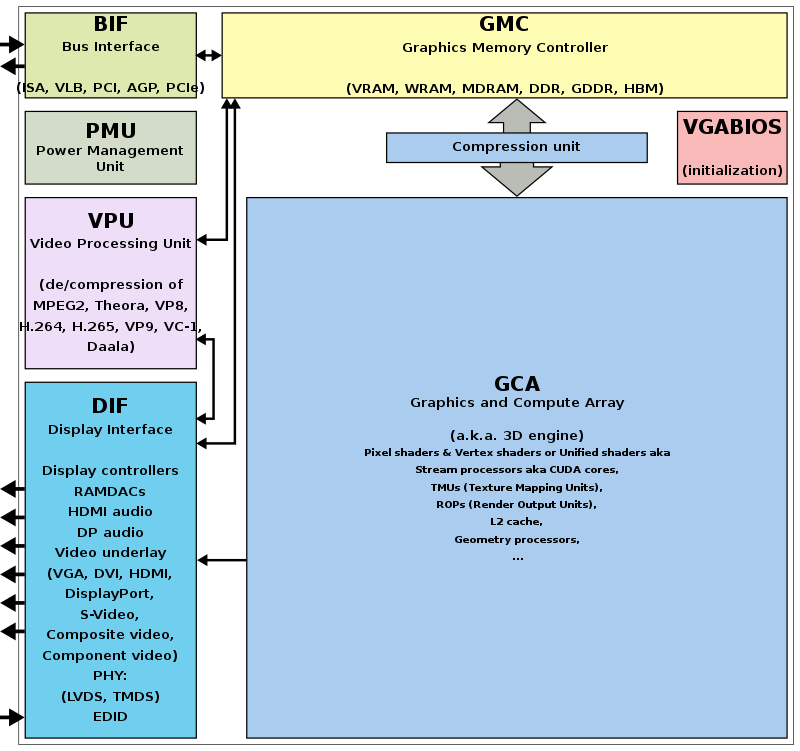 BIF
Bus Interface
(ISA, VLB, PCI, AGP, PCIe)
GMC
Graphics Memory Controller
(VRAM, WRAM, MDRAM, DDR, GDDR, HBM)
PMU
Power Management
Unit
Compression unit
VGABIOS
(initialization)
VPU
Video Processing Unit
(de/compression of
MPEG2, Theora, VP8,
H.264, H.265, VP9, VC-1,
Daala)
DIF
Display Interface
Display controllers
RAMDACs
HDMI audio
DP audio
Video underlay
(VGA, DVI, HDMI,
DisplayPort,
S-Video,
Composite video,
Component video)
PHY:
(LVDS, TMDS)
EDID
GCA
Graphics and Compute Array
(a.k.a. 3D engine)
Pixel shaders & Vertex shaders or Unified shaders aka
Stream processors aka CUDA cores,
TMUs (Texture Mapping Units),
ROPs (Render Output Units),
L2 cache,
Geometry processors,
...